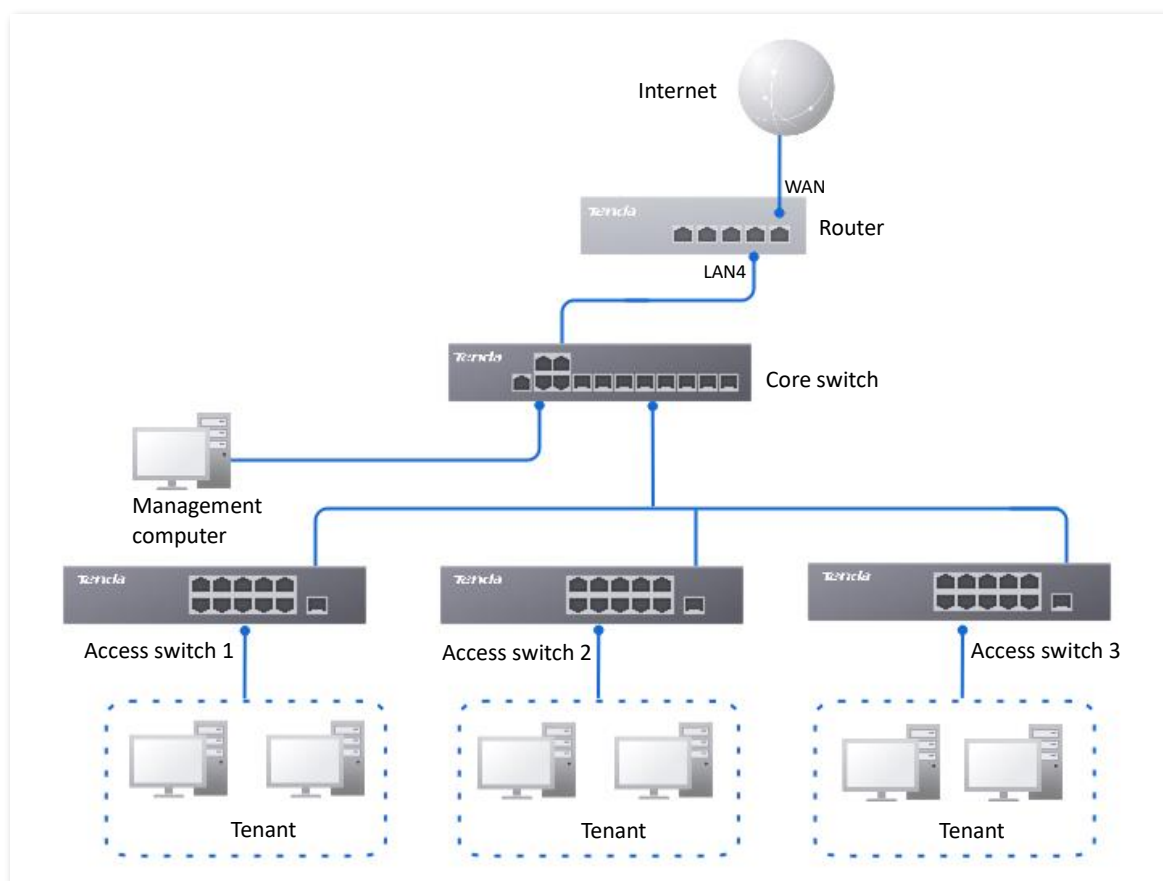 Internet
WAN
Tenda
Router
LAN4
Tenda
Core switch
Management
computer
Tenda
Tenda
Tenda
Access switch 1
Access switch 2
Access switch 3
Tenant
Tenant
Tenant